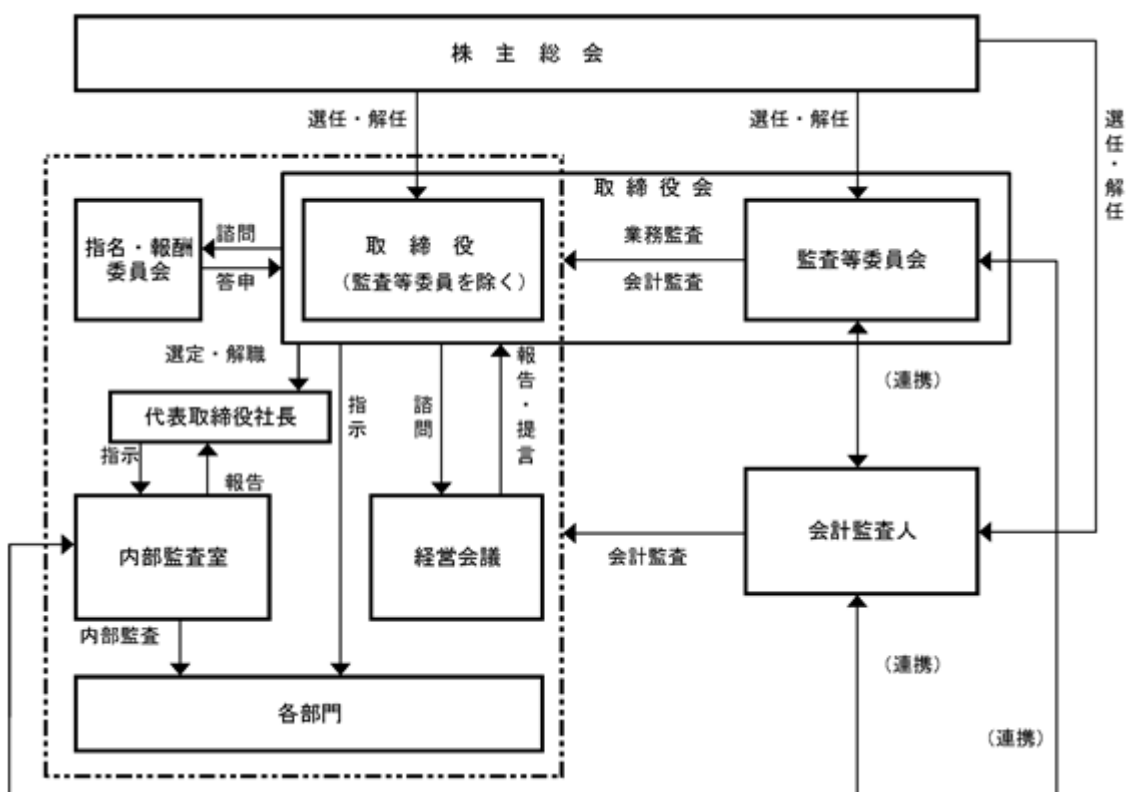 株主総会
選任・解任
選任・解任
選任・解任
取締役会
指名・報酬
委員会
諮問
答申
取締役
（監査等委員を除く）
業務監査
会計監査
監査等委員会
選定・解職
代表取締役社長
指示
報告
指示
諮問
報告・提言
（連携）
内部監査室
経営会議
会計監査
会計監査人
内部監査
各部門
（連携）
（連携）